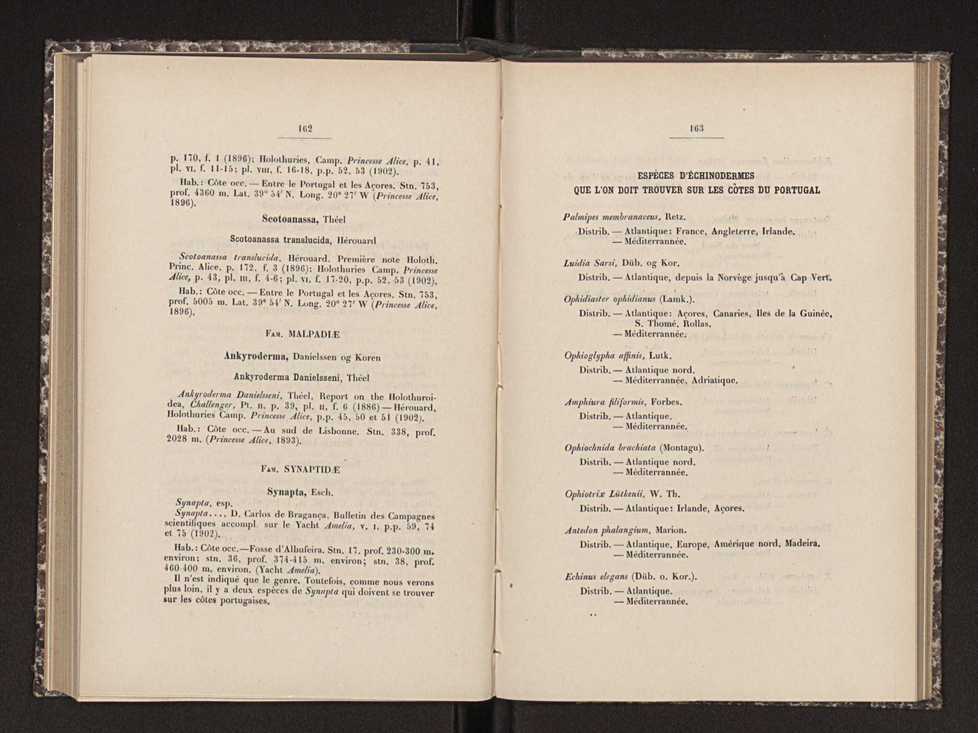 162
p. 170, f. 1 (1896); Holothuries, Camp. Princesse Alice, p. 41,
pl. VI, f. 11-15; pl. VIII, f. 16-18, p.p. 52, 53 (1902).
Hab.: Côte occ. — Entre le Portugal et les Açores. Stn. 753,
prof. 4360 m. Lat. 39° 54′ N. Long. 20° 27′ W (Princesse Alice,
1896).
Scotoanassa, Théel
Scotoanassa translucida, Hérouard
Scotoanassa translucida, Hérouard. Première note Holoth.
Princ. Alice, p. 172, f. 3 (1896); Holothuries Camp. Princesse
Alice, p. 43, pl. III, f. 4-6; pl. VI, f. 17-20, p.p. 52, 53 (1902).
Hab.: Côte occ. — Entre le Portugal et les Açores. Stn. 753,
prof. 5005 m. Lat. 39° 54′ N. Long. 20° 27′ W (Princesse Alice,
1896).
FAM. MALPADIÆ
Ankyroderma, Danielssen og Koren
Ankyroderma Danielsseni, Théel
Ankyroderma Danielsseni, Théel, Report on the Holothuroi-
dea, Challenger, Pt. II. p. 39, pl. II, f. 6 (1886) — Hérouard,
Holothuries Camp. Princesse Alice, p.p. 45, 50 et 51 (1902).
Hab.: Côte occ. — Au sud de Lisbonne. Stn. 338, prof.
2028 m. (Princesse Alice, 1893).
FAM. SYNAPTIDÆ
Synapta, Esch.
Synapta, esp.
Synapta...., D. Carlos de Bragança. Bulletin des Campagnes
scientifiques accompl. sur le Yacht Amelia, v. I, p.p. 59, 74
et 75 (1902).
Hab.: Côte occ.—Fosse d'Albufeira. Stn. 17, prof. 230-300 m.
environ; stn. 36, prof. 374-415 m. environ; stn. 38, prof.
460-400 m. environ. (Yacht Amelia).
Il n'est indiqué que le genre. Toutefois, comme nous verons
plus loin, il y a deux espèces de Synapta qui doivent se trouver
sur les côtes portugaises.
163
ESPÈCES D'ÉCHINODERMES
QUE L'ON DOIT TROUVER SUR LES CÒTES DU PORTUGAL
Palmipes membranaceus, Retz.
Distrib. — Atlantique: France, Angleterre, Irlande.
— Méditerrannée.
Luidia Sarsi, Düb. og Kor.
Distrib. — Atlantique, depuis la Norvège jusqu'à Cap Vert.
Ophidiaster ophidianus (Lamk.).
Distrib. — Atlantique: Açores, Canaries, Iles de la Guinée,
S. Thomé, Rollas.
— Méditerrannée.
Ophioglypha affinis, Lutk.
Distrib. — Atlantique nord.
— Méditerrannée, Adriatique.
Amphiura filiformis, Forbes.
Distrib. — Atlantique.
— Méditerrannée.
Ophiochnida brachiata (Montagu).
Distrib. — Atlantique nord.
— Méditerrannée.
Ophiotrix Lütkenii, W. Th.
Distrib. — Atlantique: Irlande, Açores.
Antedon phalangium, Marion.
Distrib. — Atlantique, Europe, Amérique nord, Madeira.
— Méditerrannée.
Echinus elegans (Düb. o. Kor.).
Distrib. — Atlantique.
— Méditerrannée.